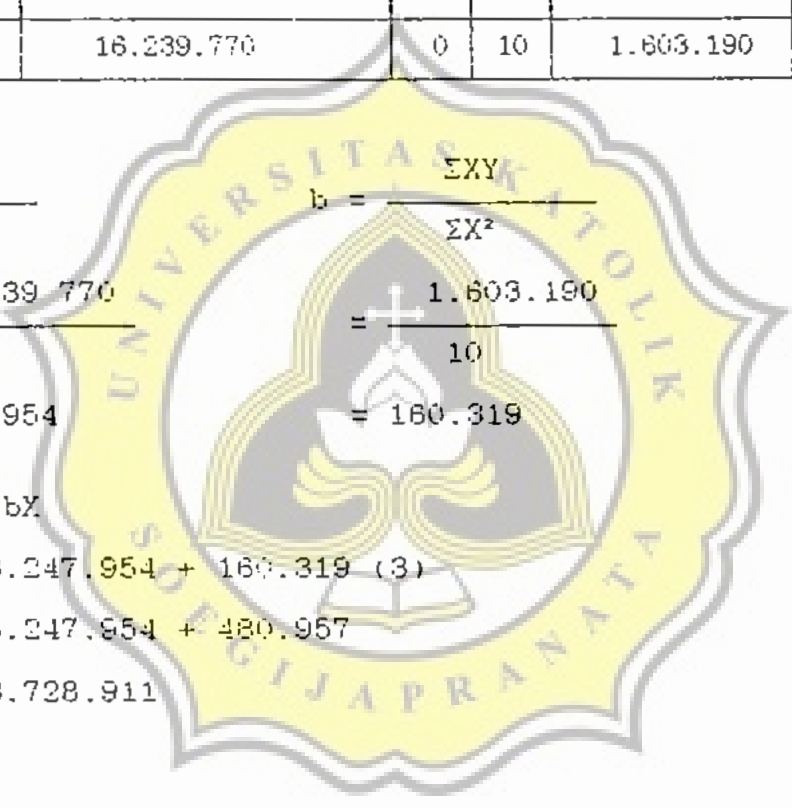 16.239.770 0 10 1.603.190
b = ΣXY
ΣX²
39.770 = 1.603.190
10
954 = 160.319
bX
.247.954 + 160.319 (3)
.247.954 + 480.957
3.728.911
UNIVERSITAS KATOLIK
SOEGIJAPRANATA